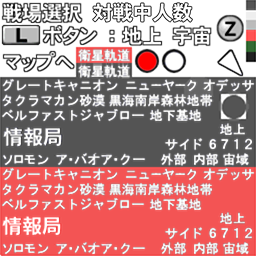 戦場選択 対戦中人数
L ボタン：地上 宇宙 Z
マップへ 衛星軌道
衛星軌道
グレートキャニオン ニューヤーク オデッサ
タクラマカン砂漠 黒海南岸森林地帯
ベルファスト ジャブロー 地下基地
情報局 地上
サイド 6 7 1 2
ソロモン ア・バオア・クー 外部 内部 宙域
グレートキャニオン ニューヤーク オデッサ
タクラマカン砂漠 黒海南岸森林地帯
ベルファスト ジャブロー 地下基地
情報局 地上
サイド 6 7 1 2
ソロモン ア・バオア・クー 外部 内部 宙域